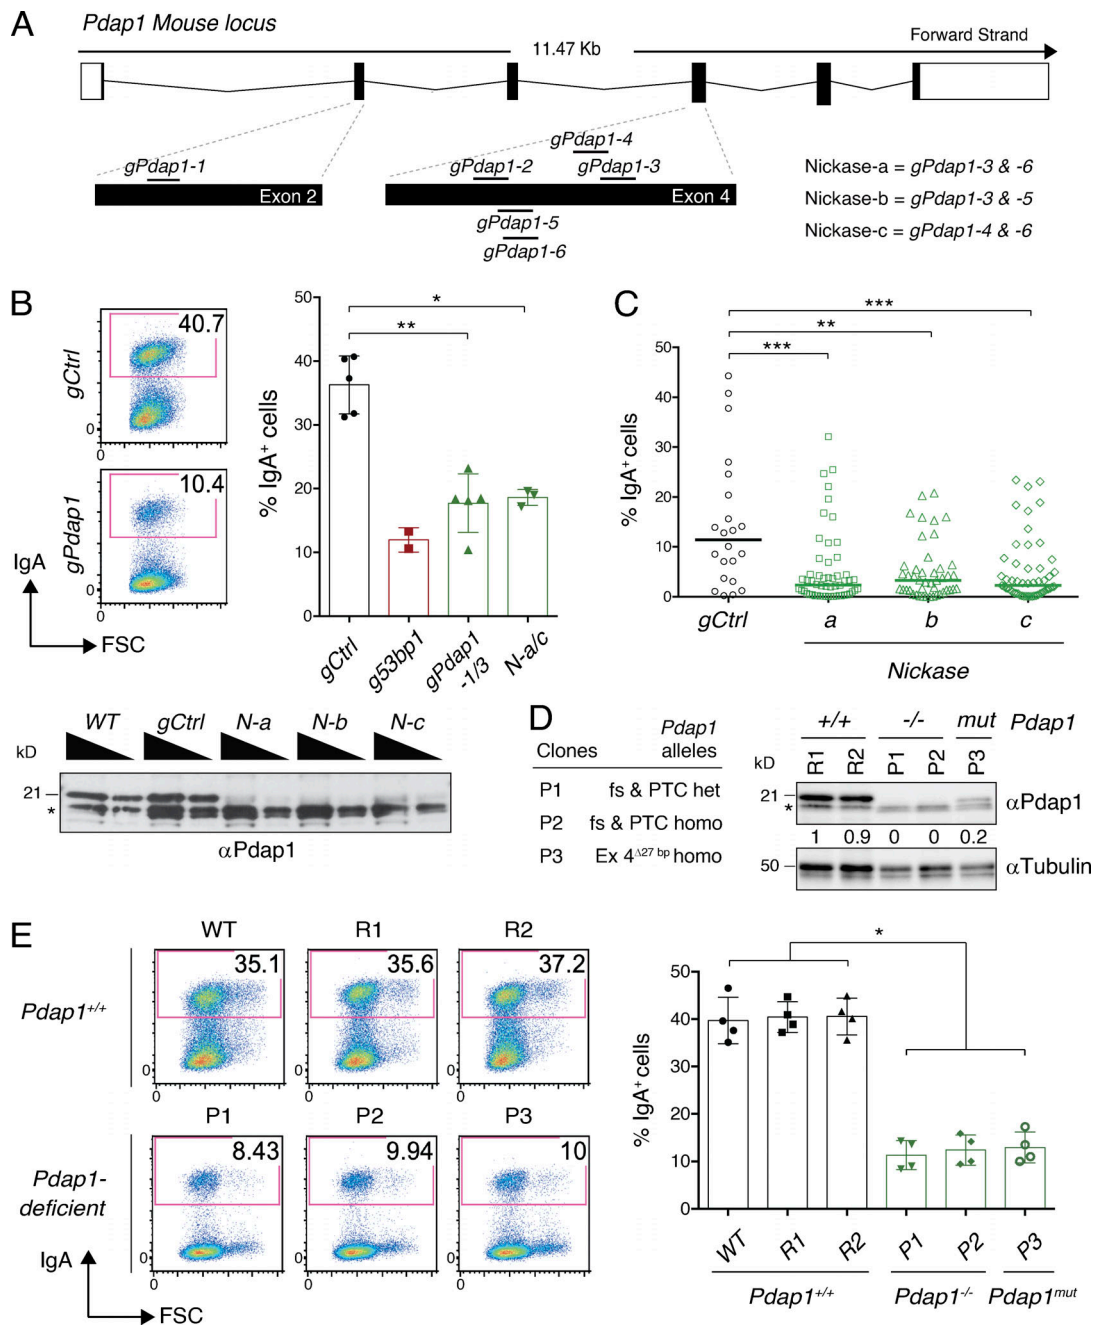 A
Pdap1 Mouse locus
11.47 Kb
Forward Strand
gPdap1-1
gPdap1-2
gPdap1-4
gPdap1-3
Exon 2
Exon 4
gPdap1-5
gPdap1-6
Nickase-a = gPdap1-3 & -6
Nickase-b = gPdap1-3 & -5
Nickase-c = gPdap1-4 & -6
B
gCtrl
40.7
0
0
gPdap1
10.4
0
0
IgA
FSC
% IgA+ cells
50
40
30
20
10
0
*
**
gCtrl
g53bp1
gPdap1
-1/3
N-a/c
C
% IgA+ cells
50
40
30
20
10
0
***
**
***
gCtrl
a
b
c
Nickase
WT
gCtrl
N-a
N-b
N-c
kD
21
*
αPdap1
D
Clones
Pdap1
alleles
P1 fs & PTC het
P2 fs & PTC homo
P3 Ex 4Δ27 bp homo
+/+
-/-
mut
Pdap1
kD
R1
R2
P1
P2
P3
21
*
αPdap1
1 0.9 0 0 0.2
50
αTubulin
E
WT
R1
R2
Pdap1+/+
35.1
35.6
37.2
0
0
0
0
0
0
P1
P2
P3
Pdap1-
deficient
8.43
9.94
10
0
0
0
0
0
0
IgA
FSC
% IgA+ cells
50
40
30
20
10
0
*
WT
R1
R2
P1
P2
P3
Pdap1+/+
Pdap1-/-
Pdap1mut